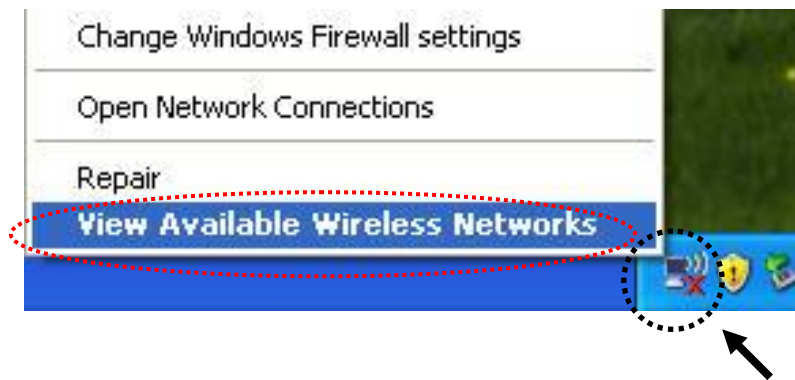 Change Windows Firewall settings
Open Network Connections
Repair
View Available Wireless Networks